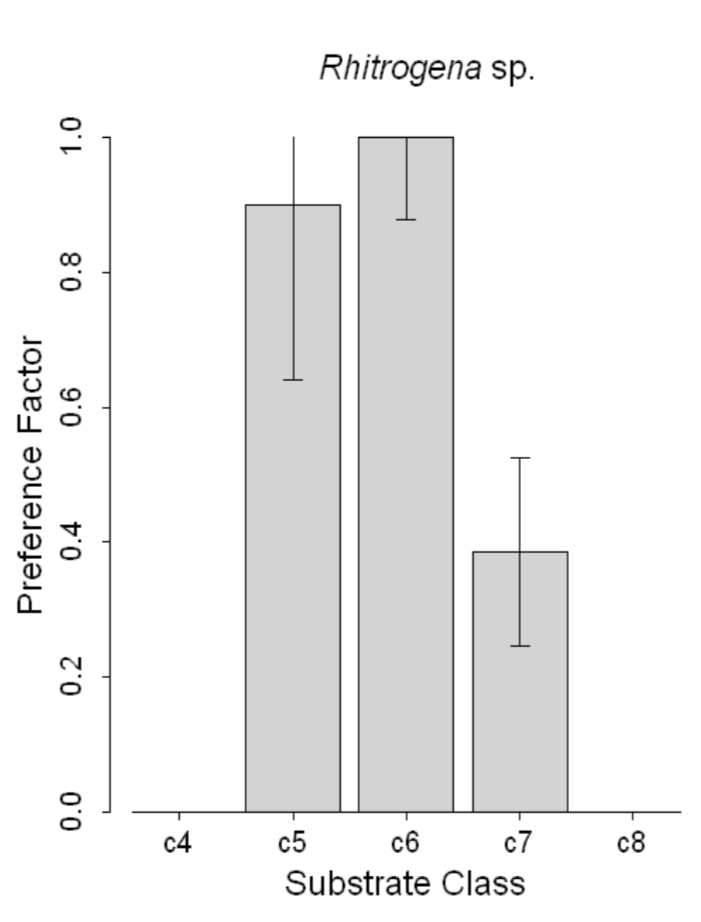 Rhitrogena sp.
1.0
0.8
0.6
0.4
0.2
0.0
Preference Factor
c4 c5 c6 c7 c8
Substrate Class